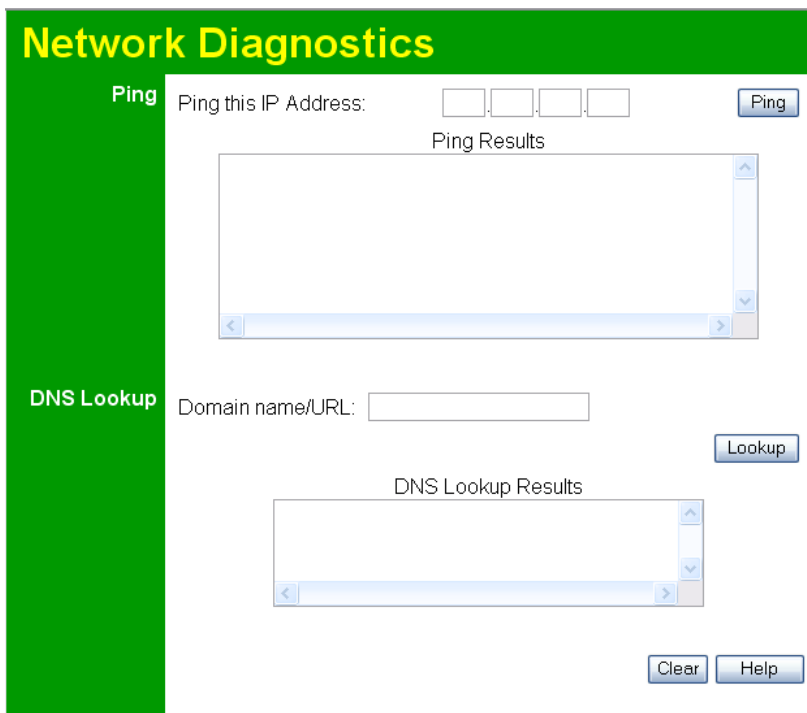 Network Diagnostics
Ping
Ping this IP Address: . . . Ping
Ping Results
DNS Lookup
Domain name/URL:
Lookup
DNS Lookup Results
Clear Help